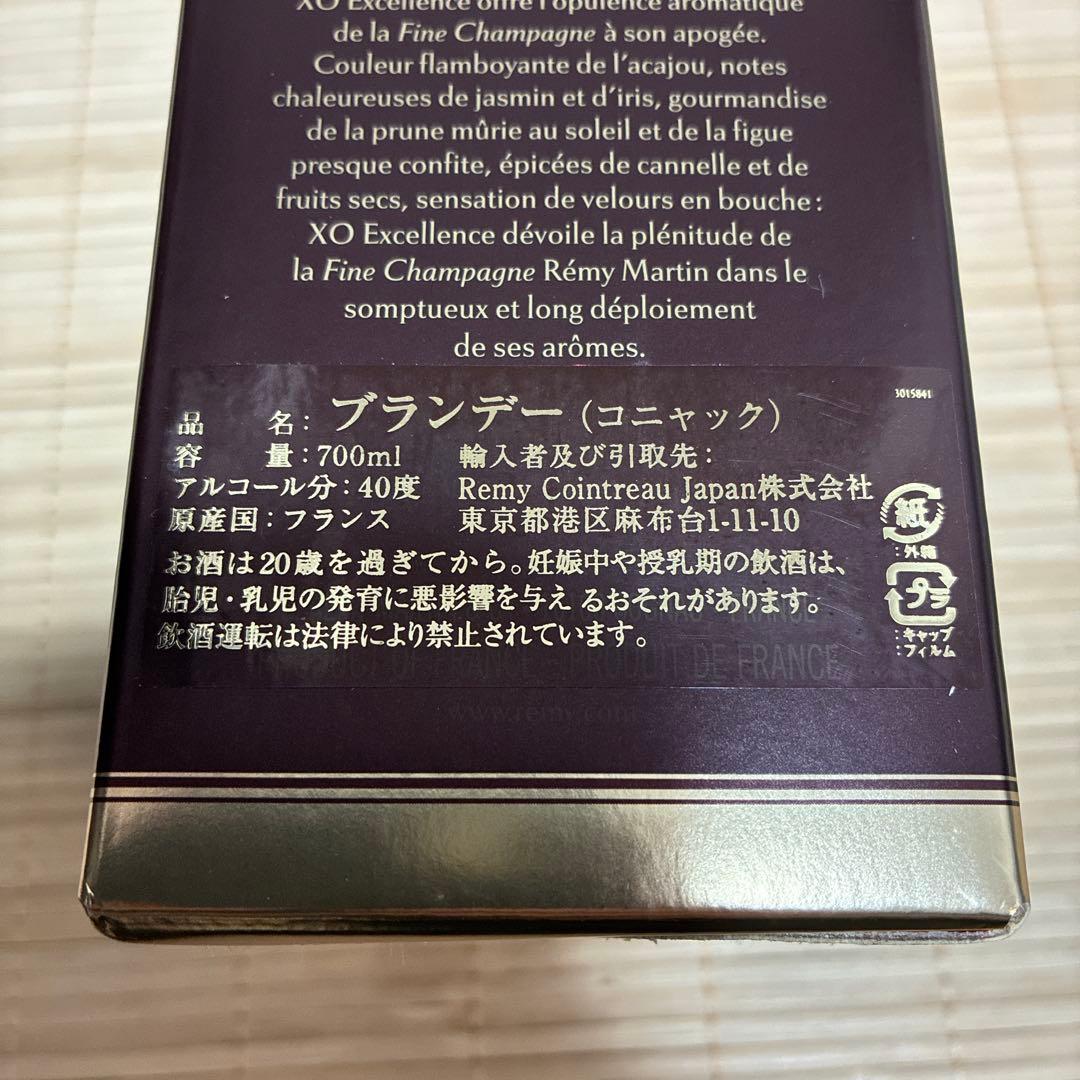 XO Excellence offre l'opulence aromatique
de la Fine Champagne à son apogée.
Couleur flamboyante de l'acajou, notes
chaleureuses de jasmin et d'iris, gourmandise
de la prune mûrie au soleil et de la figue
presque confite, épicées de cannelle et de
fruits secs, sensation de velours en bouche :
XO Excellence dévoile la plénitude de
la Fine Champagne Rémy Martin dans le
somptueux et long déploiement
de ses arômes.
3015841
品 名：ブランデー（コニャック）
容 量：700ml 輸入者及び引取先：
アルコール分：40度 Remy Cointreau Japan株式会社
原産国：フランス 東京都港区麻布台1-11-10
紙
：外箱
お酒は20歳を過ぎてから。妊娠中や授乳期の飲酒は、
胎児・乳児の発育に悪影響を与え るおそれがあります。
飲酒運転は法律により禁止されています。
プラ
：キャップ
：フィルム
PRODUIT DE FRANCE
www.remy.com